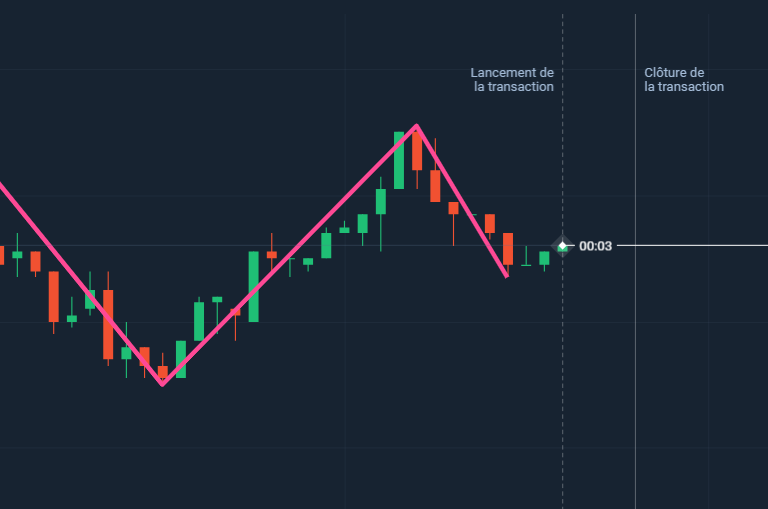 Lancement de
la transaction
Clôture de
la transaction
00:03